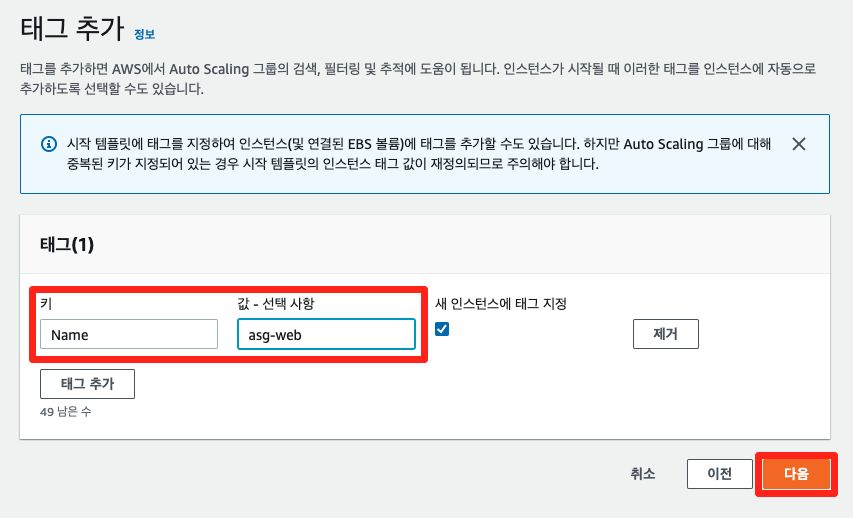 태그 추가 정보
태그를 추가하면 AWS에서 Auto Scaling 그룹의 검색, 필터링 및 추적에 도움이 됩니다. 인스턴스가 시작될 때 이러한 태그를 인스턴스에 자동으로
추가하도록 선택할 수도 있습니다.
시작 템플릿에 태그를 지정하여 인스턴스(및 연결된 EBS 볼륨)에 태그를 추가할 수도 있습니다. 하지만 Auto Scaling 그룹에 대해
중복된 키가 지정되어 있는 경우 시작 템플릿의 인스턴스 태그 값이 재정의되므로 주의해야 합니다.
태그(1)
키 값 - 선택 사항 새 인스턴스에 태그 지정
Name asg-web 제거
태그 추가
49 남은 수
취소 이전 다음